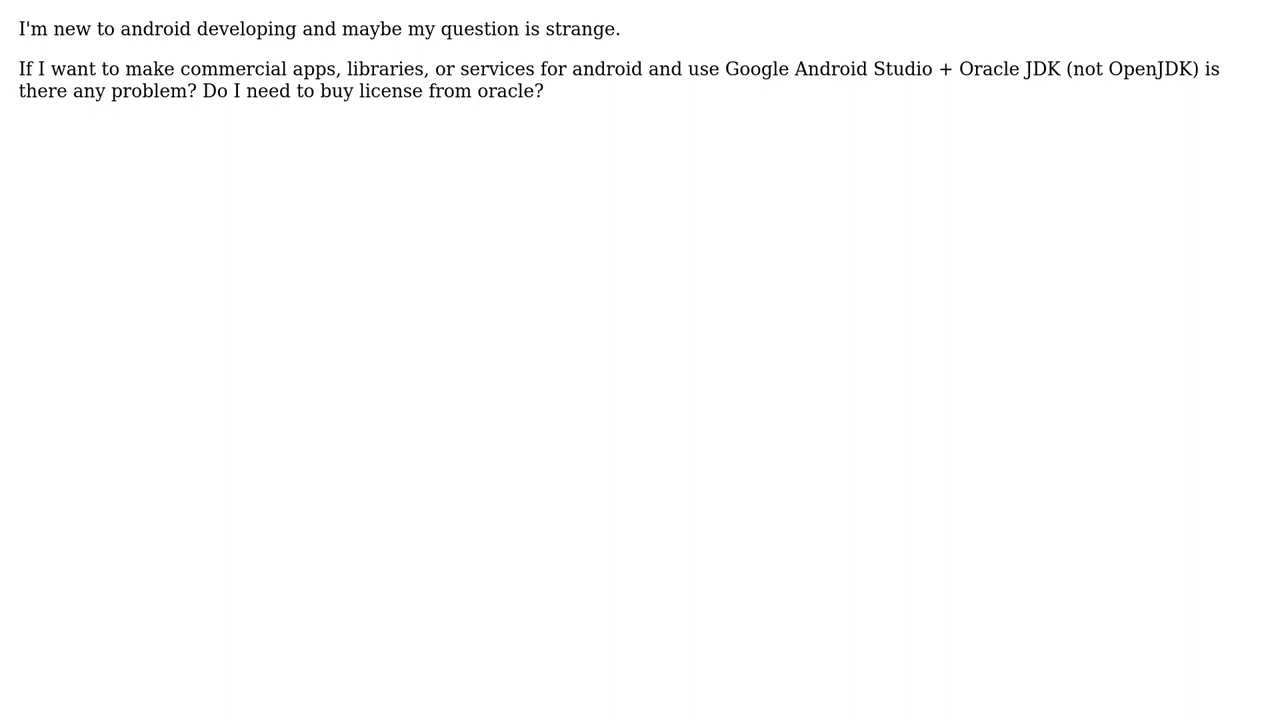 I'm new to android developing and maybe my question is strange.
If I want to make commercial apps, libraries, or services for android and use Google Android Studio + Oracle JDK (not OpenJDK) is
there any problem? Do I need to buy license from oracle?